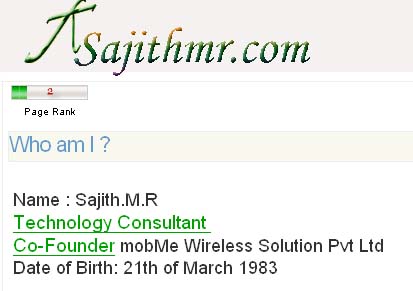 Sajithmr.com
2
Page Rank
Who am I ?
Name : Sajith.M.R
Technology Consultant
Co-Founder mobMe Wireless Solution Pvt Ltd
Date of Birth: 21th of March 1983